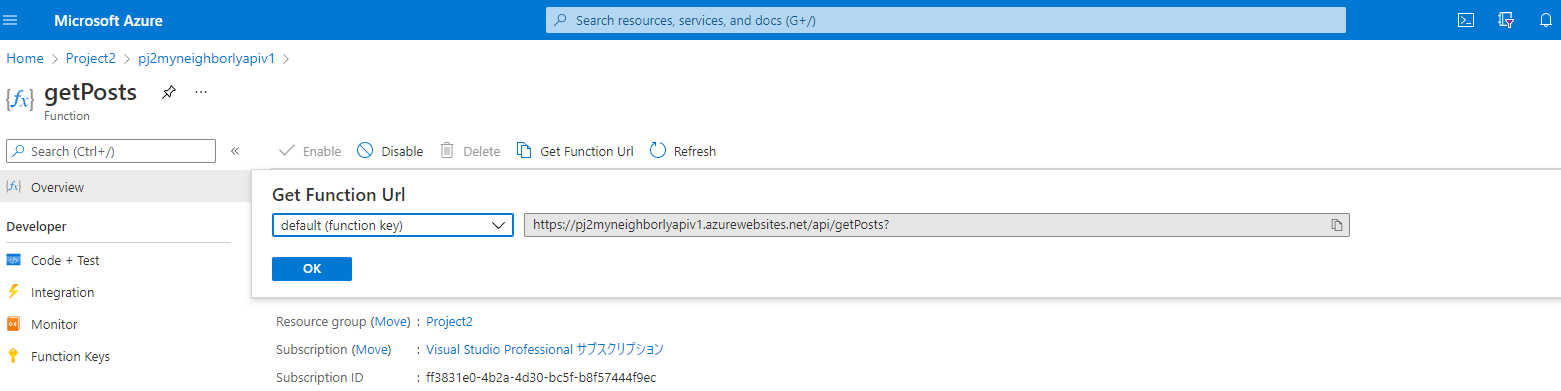 Microsoft Azure
Search resources, services, and docs (G+/)
Home > Project2 > pj2myneighborlyapiv1 >
{fx} getPosts ...
Function
Search (Ctrl+/) «
Enable Disable Delete Get Function Url Refresh
{fx} Overview
Get Function Url
default (function key) https://pj2myneighborlyapiv1.azurewebsites.net/api/getPosts?
OK
Developer
Code + Test
Integration
Monitor
Function Keys
Resource group (Move) : Project2
Subscription (Move) : Visual Studio Professional サブスクリプション
Subscription ID : ff3831e0-4b2a-4d30-bc5f-b8f57444f9ec